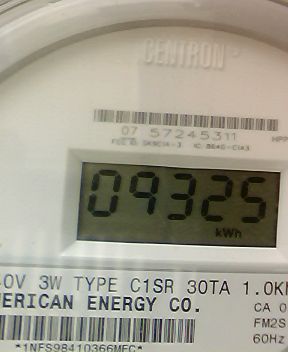 CENTRON
07 57245311
09325
kWh
0V 3W TYPE C1SR 30TA 1.0K
ERICAN ENERGY CO.
CA 0
FM2S
60Hz
*1NFS98410366MEC*